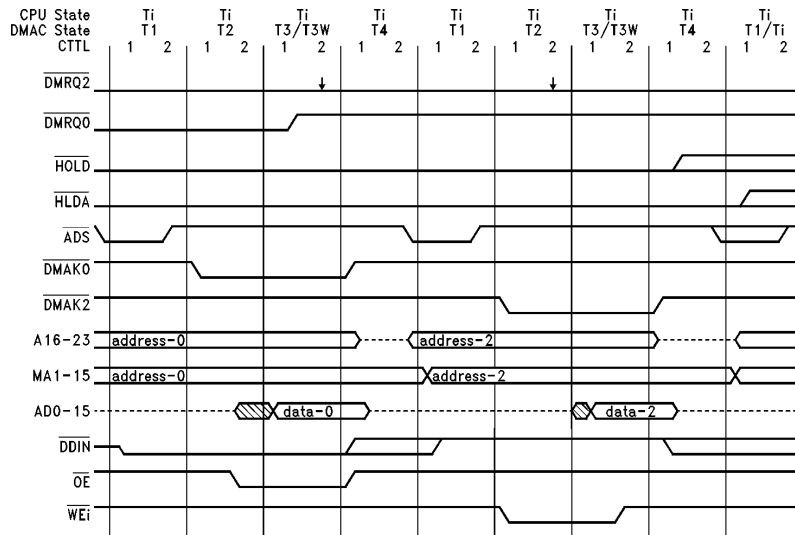 CPU State Ti Ti Ti Ti Ti Ti Ti Ti Ti
DMAC State T1 T2 T3/T3W T4 T1 T2 T3/T3W T4 T1/Ti
CTTL 1 2 1 2 1 2 1 2 1 2 1 2 1 2 1 2 1 2
DMRQ2
DMRQ0
HOLD
HLDA
ADS
DMAK0
DMAK2
A16-23 address-0 address-2
MA1-15 address-0 address-2
AD0-15 data-0 data-2
DDIN
OE
WEi